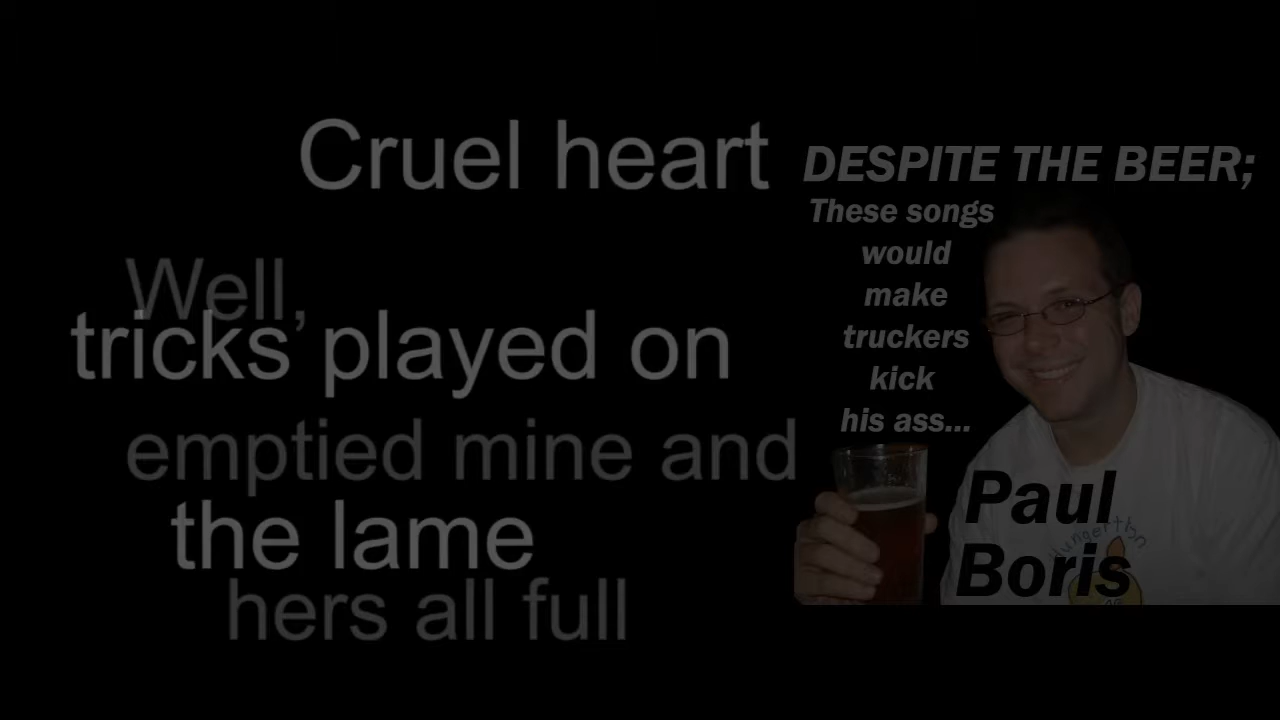 Cruel heart
Well,
tricks played on
emptied mine and
the lame
hers all full
DESPITE THE BEER;
These songs
would
make
truckers
kick
his ass...
Paul
Boris